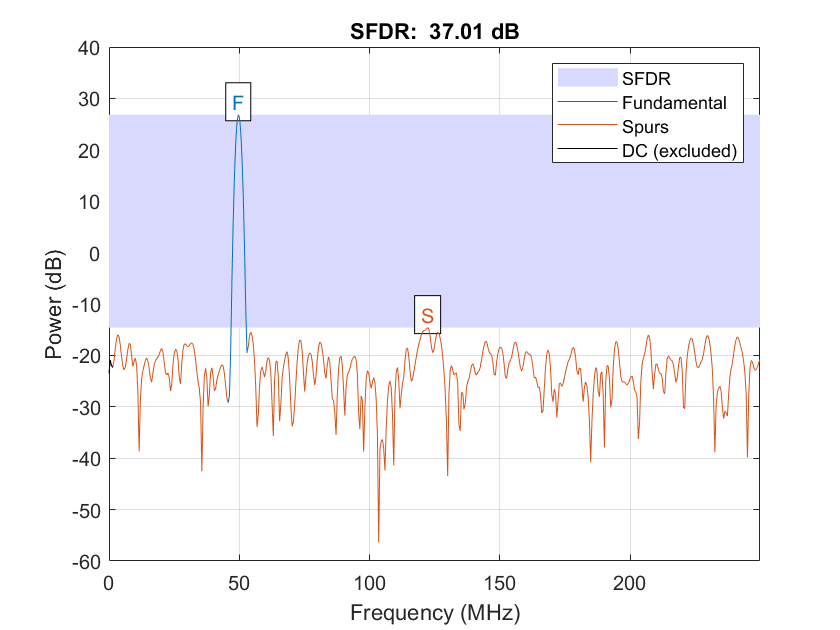 SFDR:  37.01 dB
40
30
20
10
0
-10
-20
-30
-40
-50
-60
Power (dB)
F
S
SFDR
Fundamental
Spurs
DC (excluded)
0
50
100
150
200
Frequency (MHz)